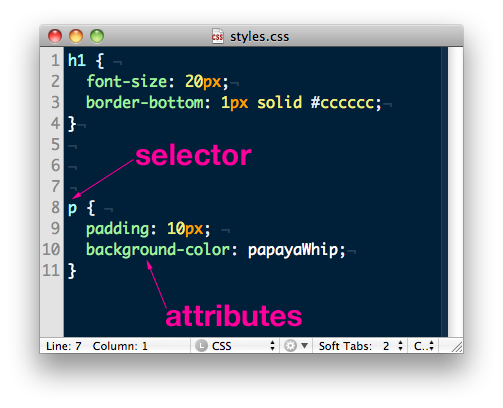 styles.css
1 h1 { ¬
2 font-size: 20px;¬
3 border-bottom: 1px solid #cccccc;¬
4 }¬
5 ¬
selector
6 ¬
7 ¬
8 p { ¬
9 padding: 10px; ¬
10 background-color: papayaWhip;¬
11 }
attributes
Line: 7 Column: 1 L CSS Soft Tabs: 2 C..